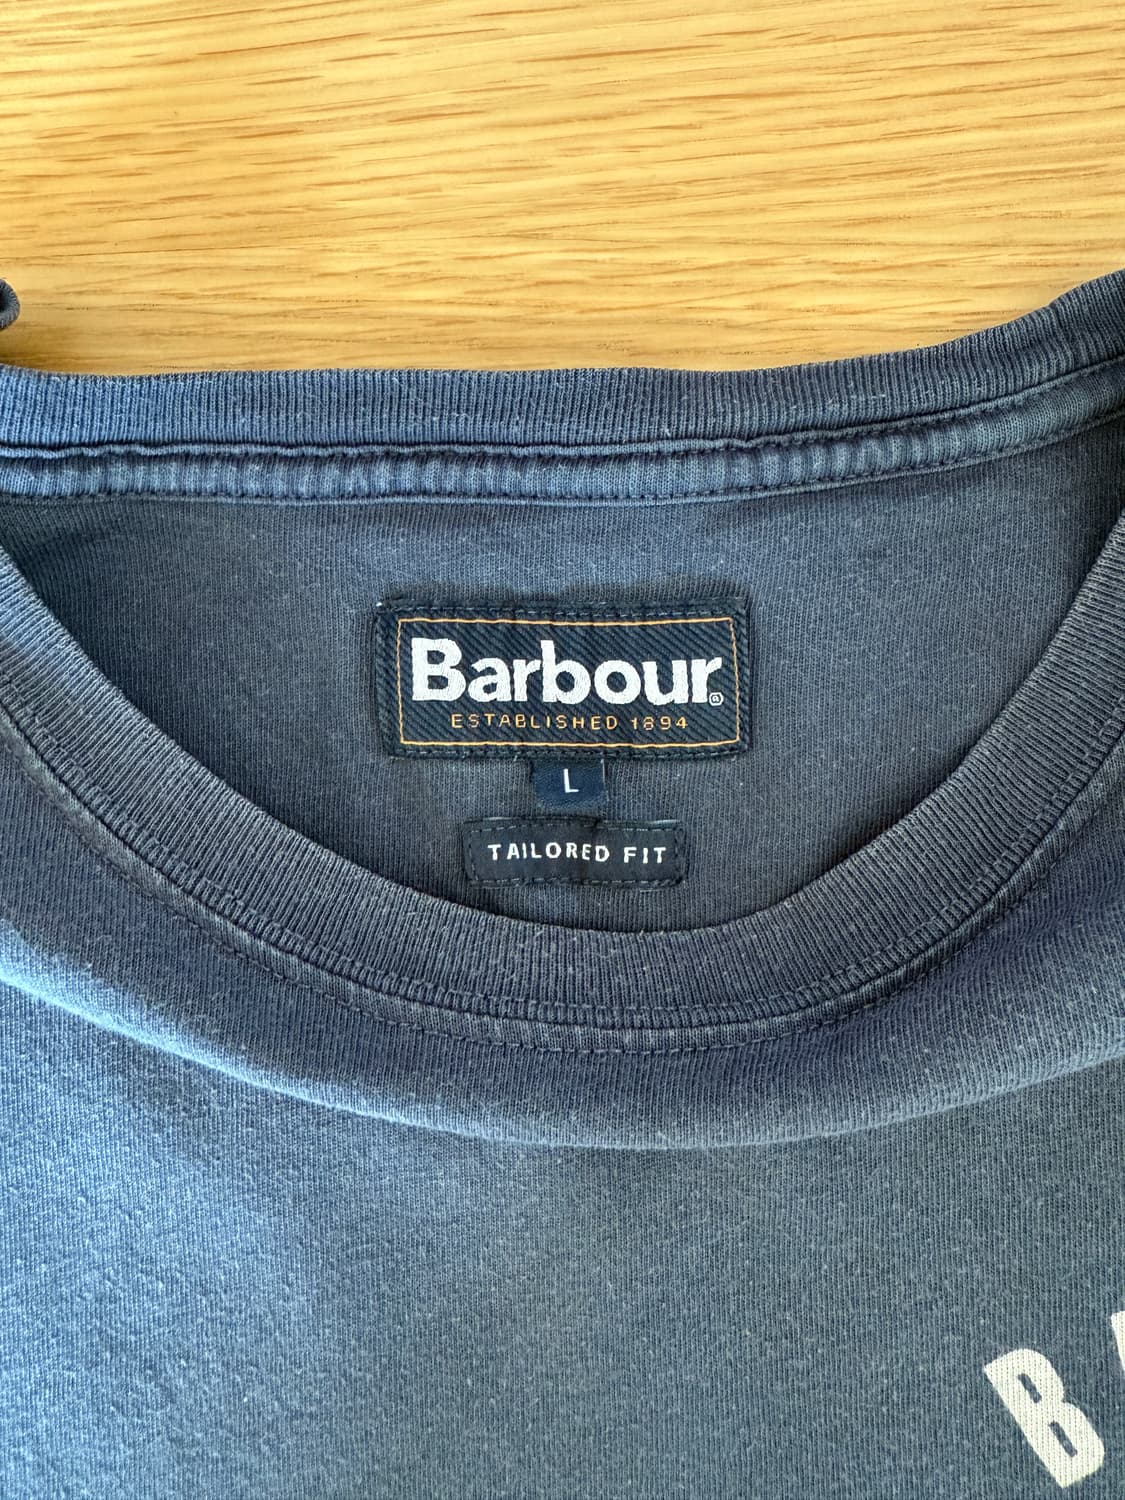 Barbour®
ESTABLISHED 1894
L
TAILORED FIT
B